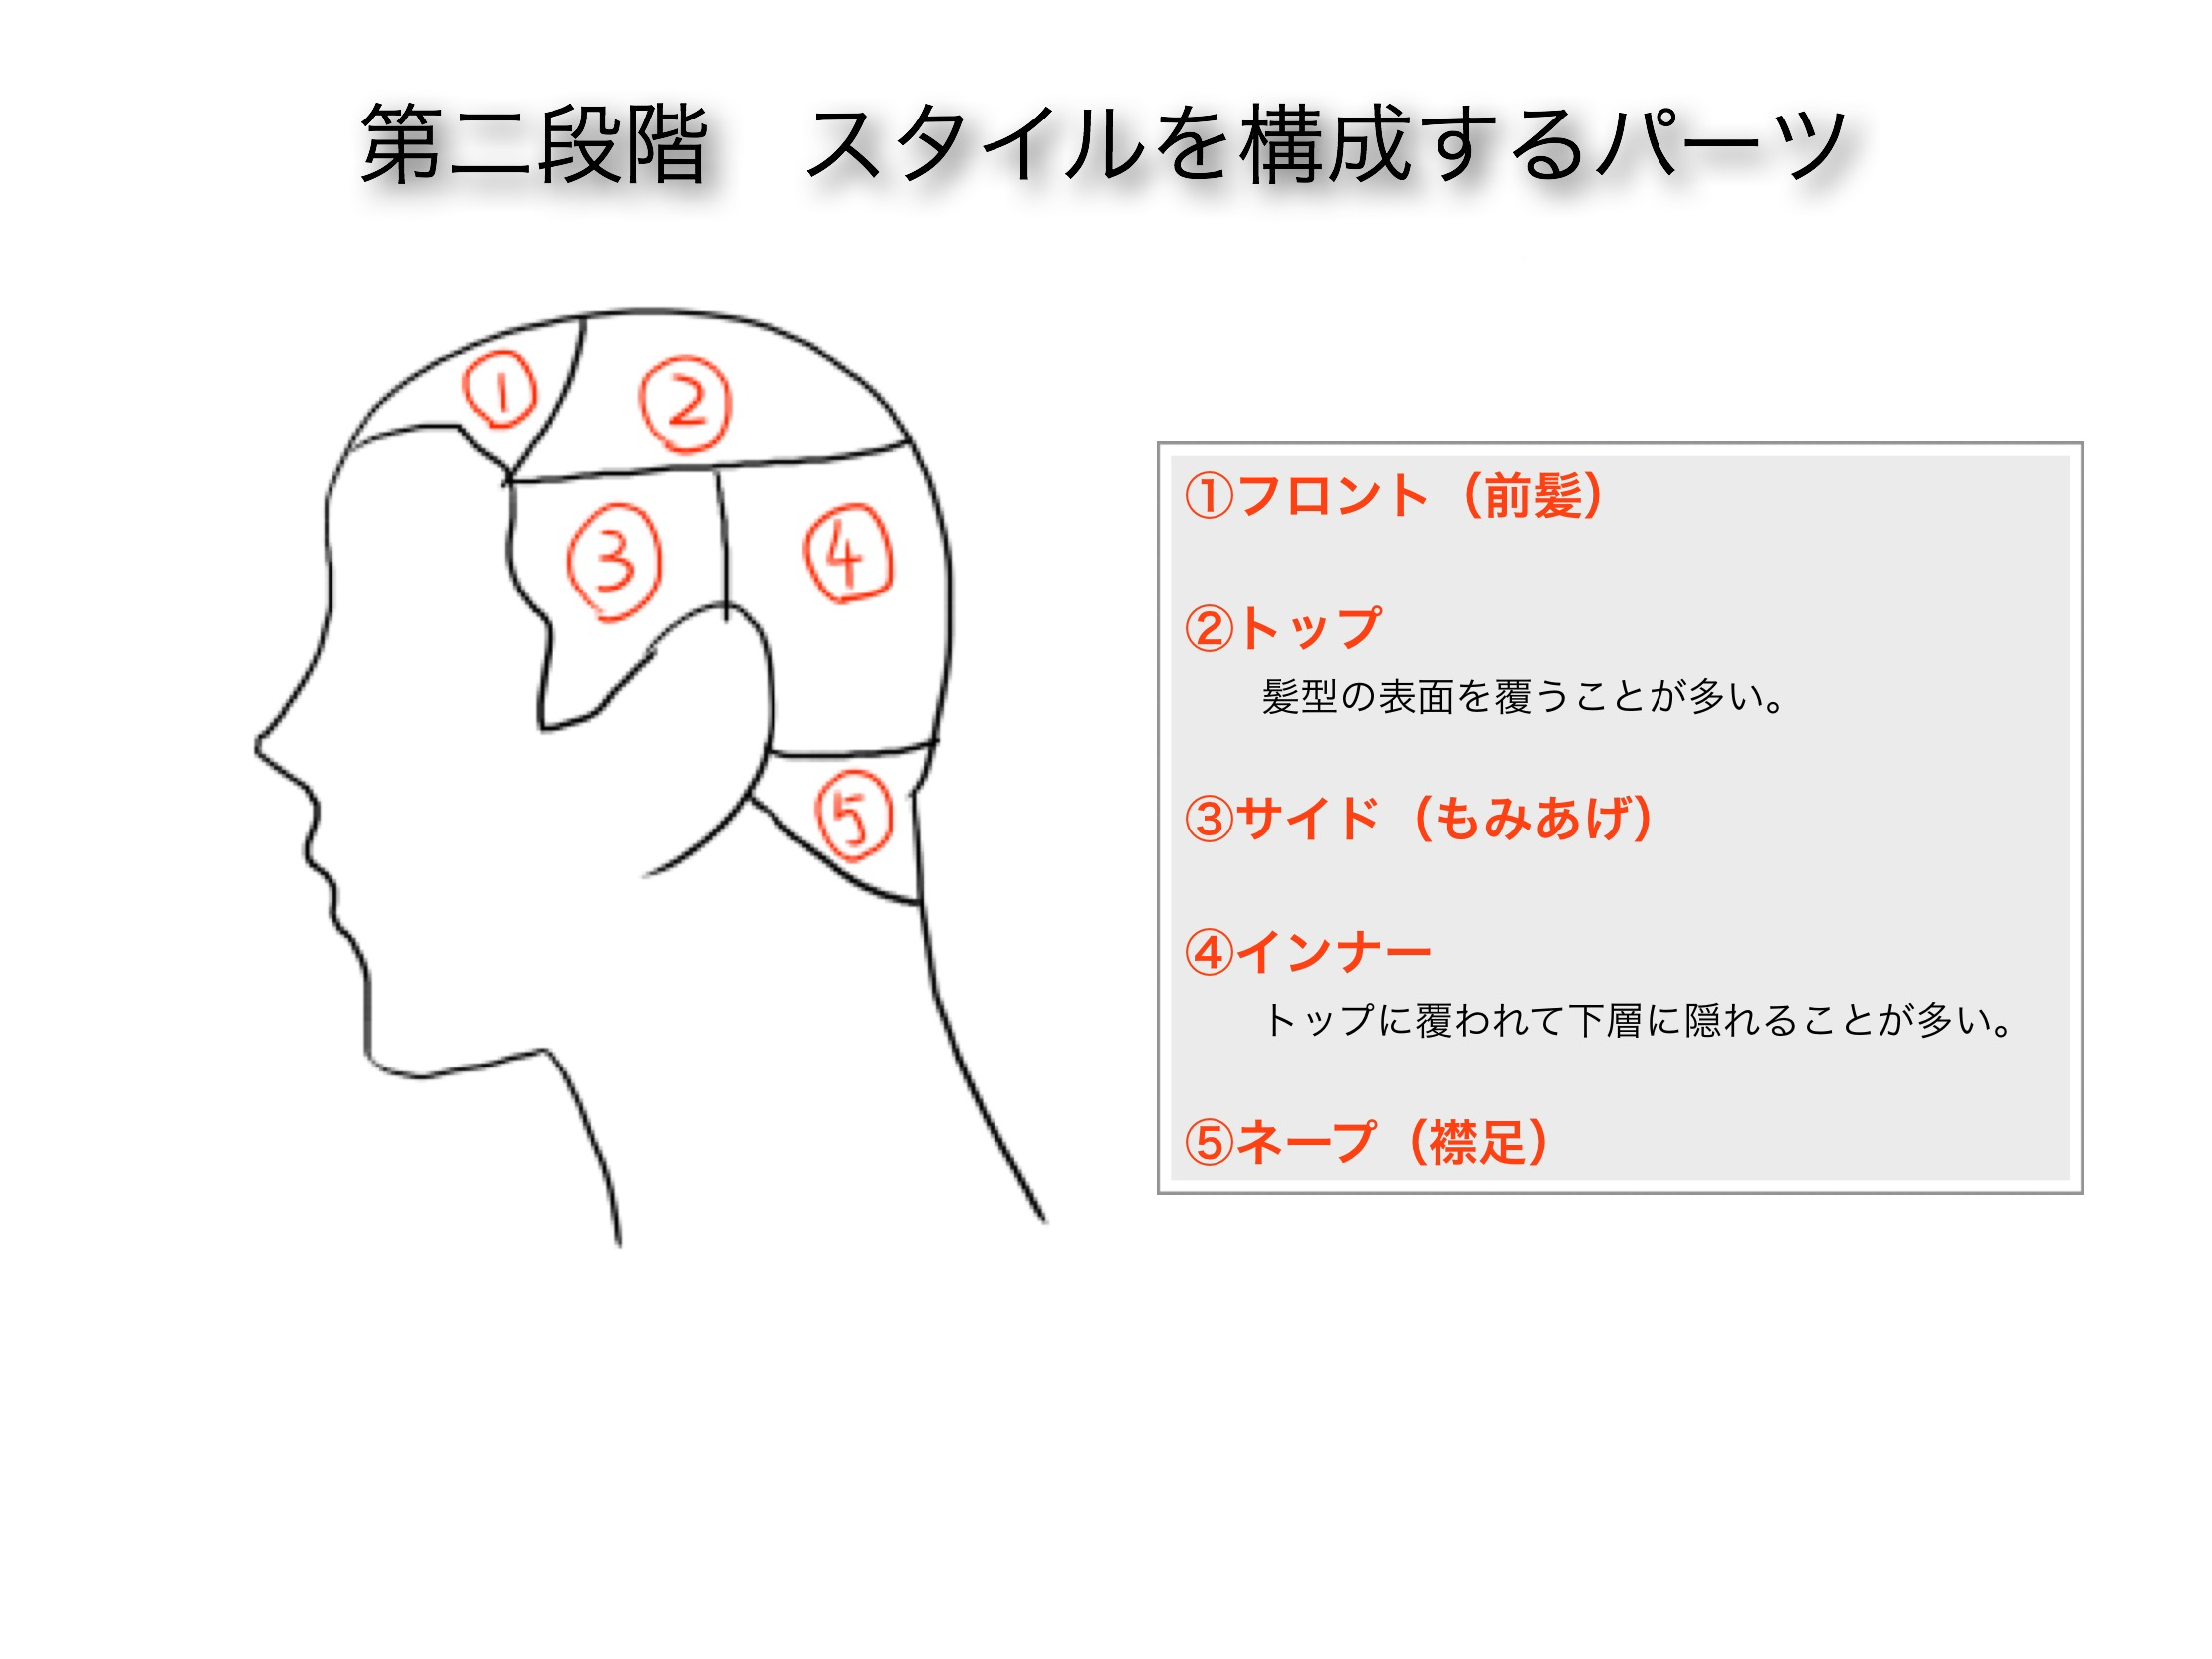 第二段階　スタイルを構成するパーツ
①
②
③
④
⑤
①フロント（前髪）
②トップ
髪型の表面を覆うことが多い。
③サイド（もみあげ）
④インナー
トップに覆われて下層に隠れることが多い。
⑤ネープ（襟足）